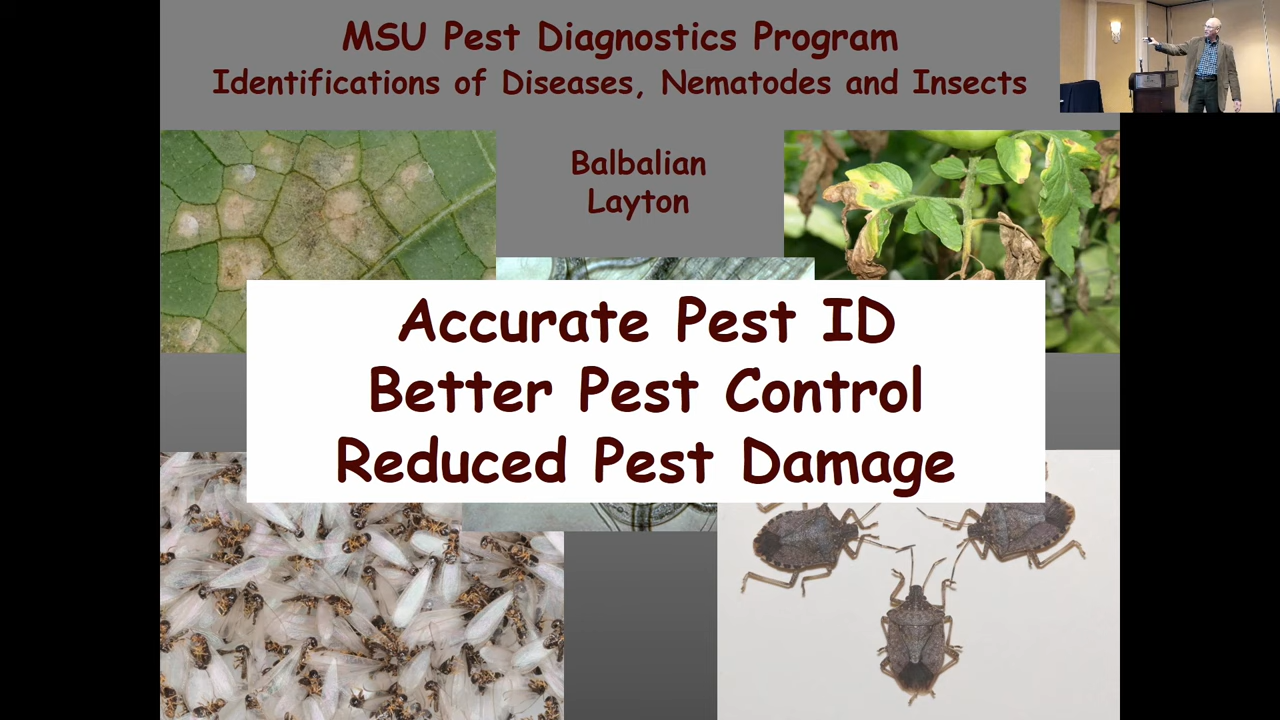 MSU Pest Diagnostics Program
Identifications of Diseases, Nematodes and Insects
Balbalian
Layton
Accurate Pest ID
Better Pest Control
Reduced Pest Damage